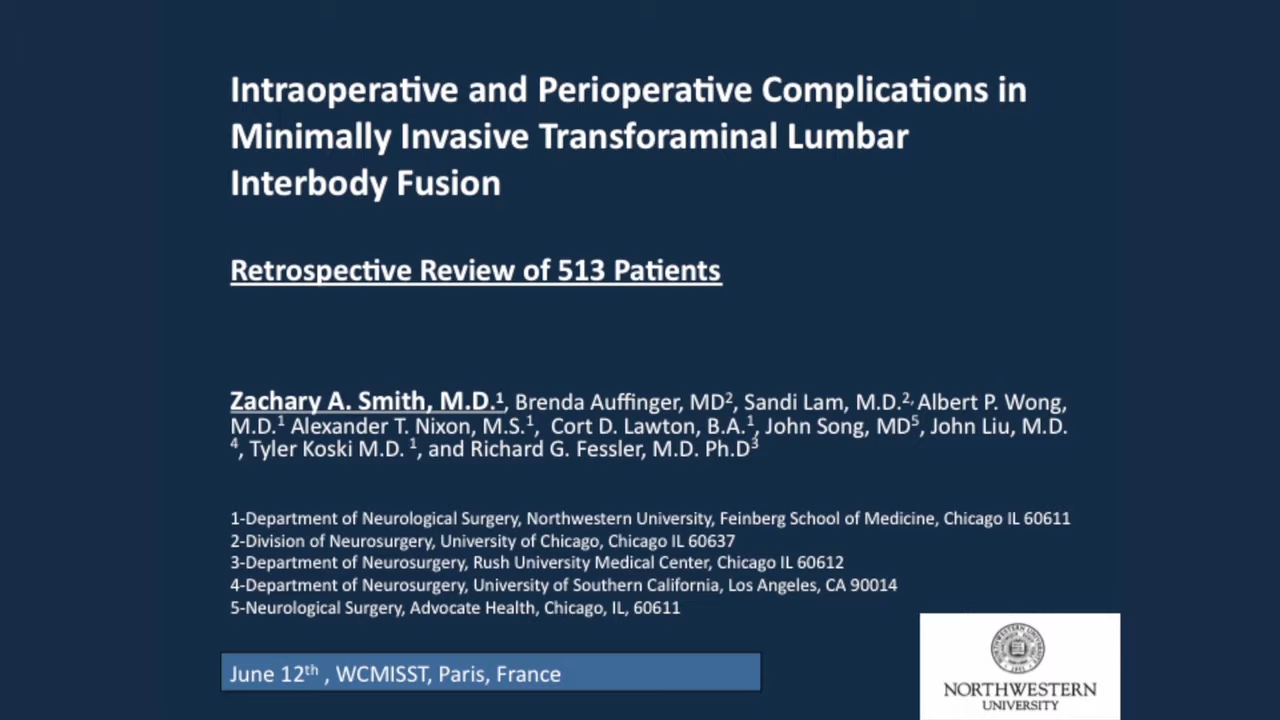 Intraoperative and Perioperative Complications in
Minimally Invasive Transforaminal Lumbar
Interbody Fusion
Retrospective Review of 513 Patients
Zachary A. Smith, M.D.¹, Brenda Auffinger, MD², Sandi Lam, M.D.²,  Albert P. Wong,
M.D.¹ Alexander T. Nixon, M.S.¹, Cort D. Lawton, B.A.¹, John Song, MD⁵, John Liu, M.D.
⁴, Tyler Koski M.D. ¹, and Richard G. Fessler, M.D. Ph.D³
1-Department of Neurological Surgery, Northwestern University, Feinberg School of Medicine, Chicago IL 60611
2-Division of Neurosurgery, University of Chicago, Chicago IL 60637
3-Department of Neurosurgery, Rush University Medical Center, Chicago IL 60612
4-Department of Neurosurgery, University of Southern California, Los Angeles, CA 90014
5-Neurological Surgery, Advocate Health, Chicago, IL, 60611
June 12ᵗʰ , WCMISST, Paris, France
NORTHWESTERN
UNIVERSITY